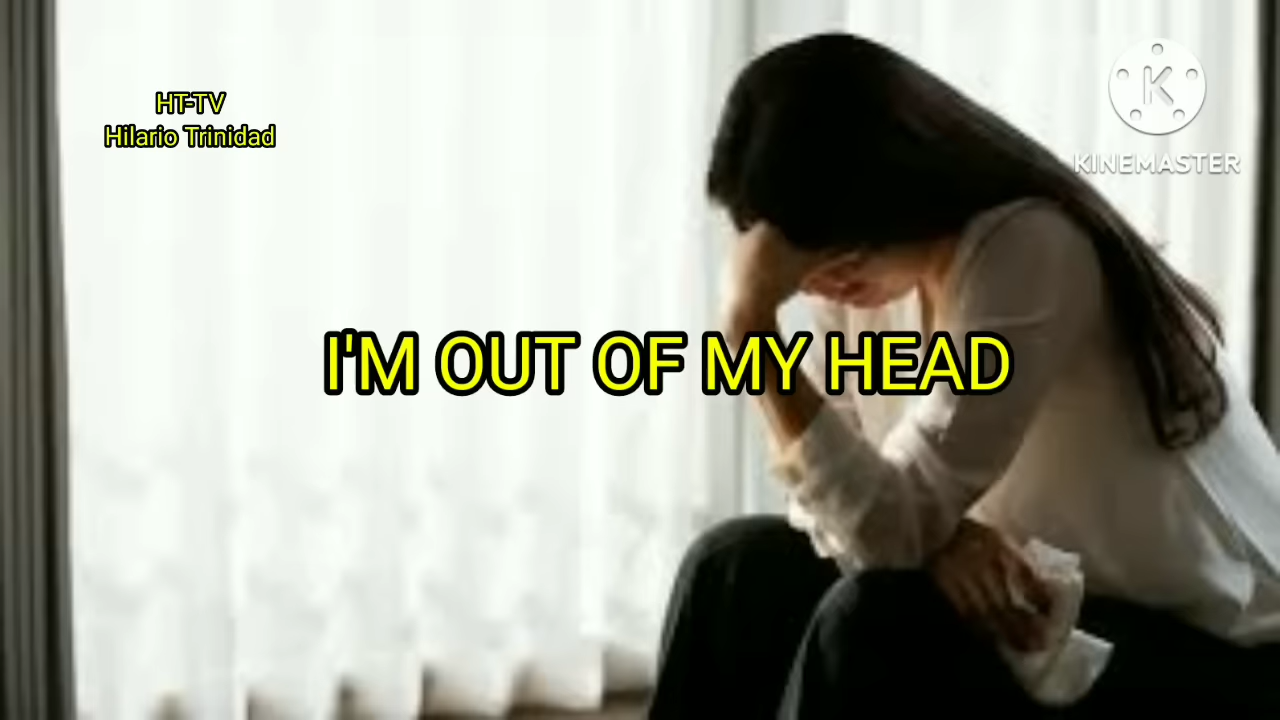 HT-TV
Hilario Trinidad
K
KINEMASTER
I'M OUT OF MY HEAD